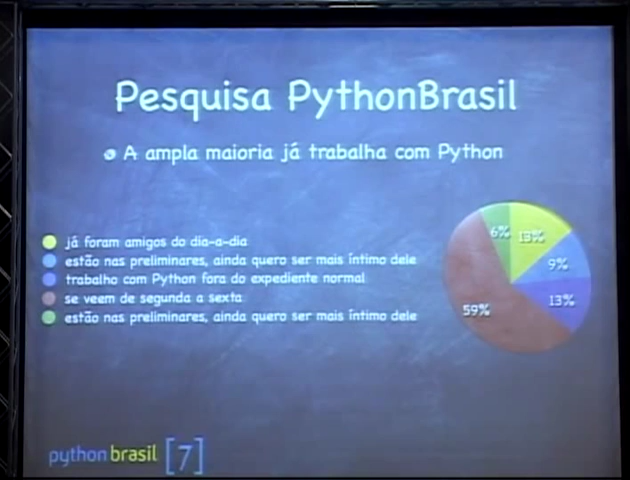 Pesquisa PythonBrasil
A ampla maioria já trabalha com Python
já foram amigos do dia-a-dia
estão nas preliminares, ainda quero ser mais íntimo dele
trabalho com Python fora do expediente normal
se veem de segunda a sexta
estão nas preliminares, ainda quero ser mais íntimo dele
6%
13%
9%
13%
59%
python brasil [7]